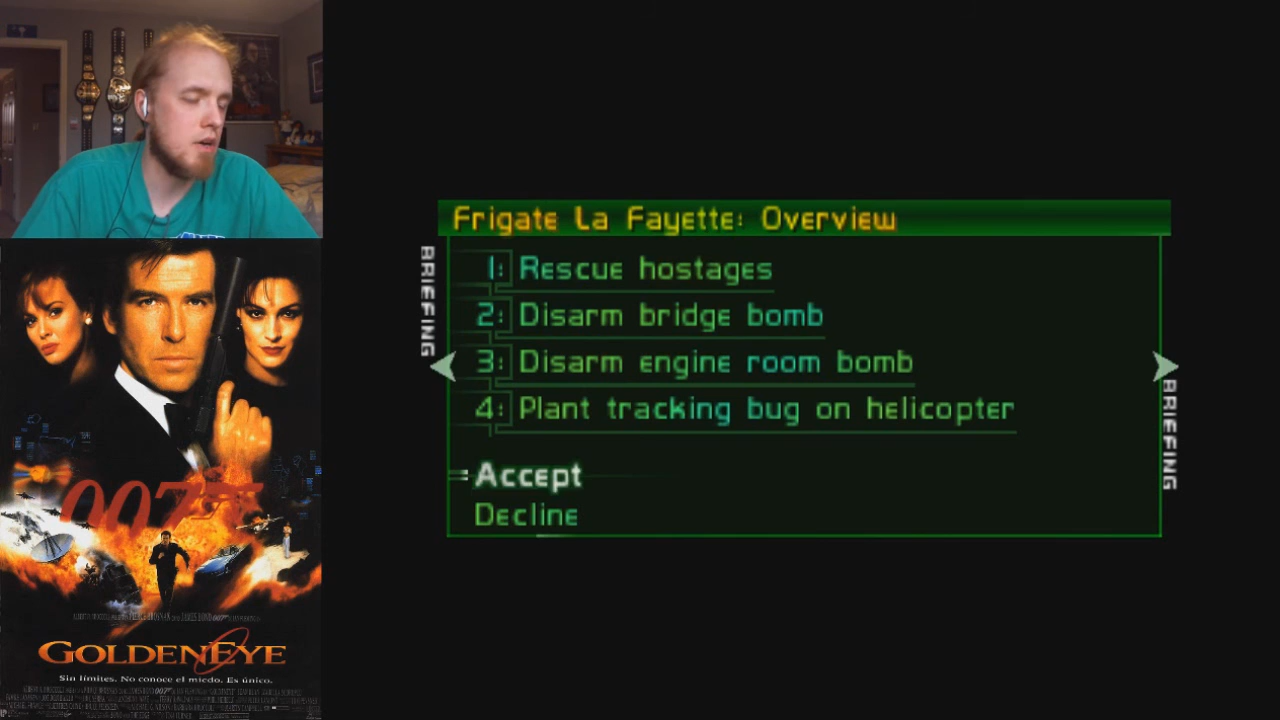 Frigate La Fayette: Overview
BRIEFING
1: Rescue hostages
2: Disarm bridge bomb
3: Disarm engine room bomb
4: Plant tracking bug on helicopter
Accept
Decline
BRIEFING
007
GOLDENEYE
Sin límites. No conoce el miedo. Es único.